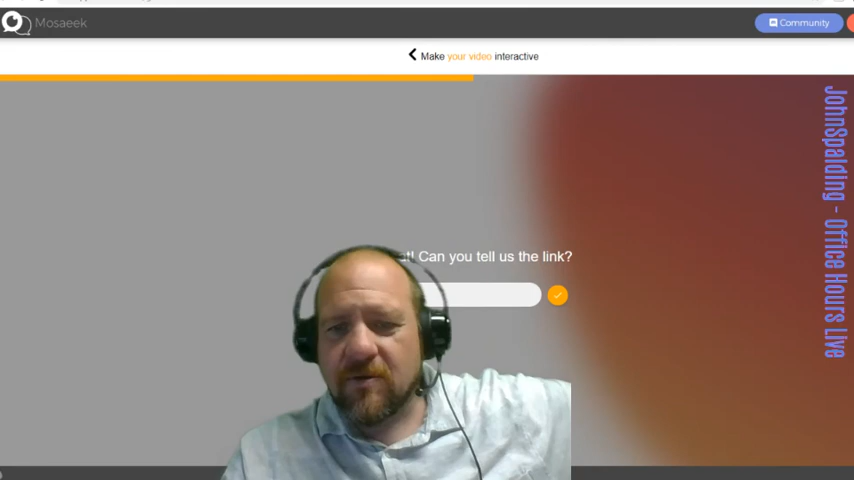 Mosaeek
Community
Make your video interactive
Can you tell us the link?
JohnSpalding - Office Hours Live